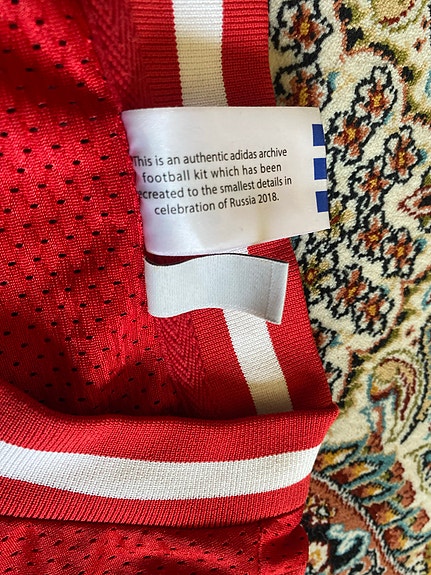 This is an authentic adidas archive
football kit which has been
recreated to the smallest details in
celebration of Russia 2018.